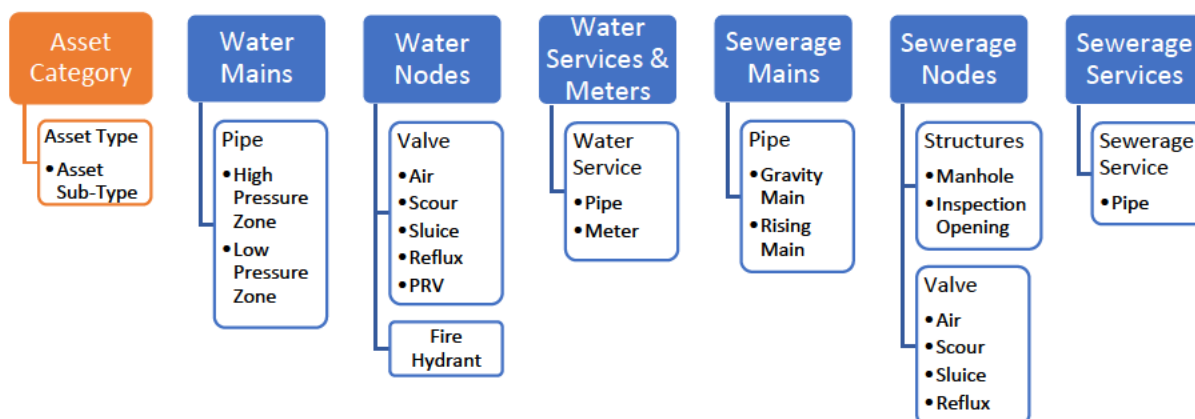 Asset
Category
Asset Type
• Asset
Sub-Type
Water
Mains
Pipe
• High
Pressure
Zone
• Low
Pressure
Zone
Water
Nodes
Valve
• Air
• Scour
• Sluice
• Reflux
• PRV
Fire
Hydrant
Water
Services &
Meters
Water
Service
• Pipe
• Meter
Sewerage
Mains
Pipe
• Gravity
Main
• Rising
Main
Sewerage
Nodes
Structures
• Manhole
• Inspection
Opening
Valve
• Air
• Scour
• Sluice
• Reflux
Sewerage
Services
Sewerage
Service
• Pipe